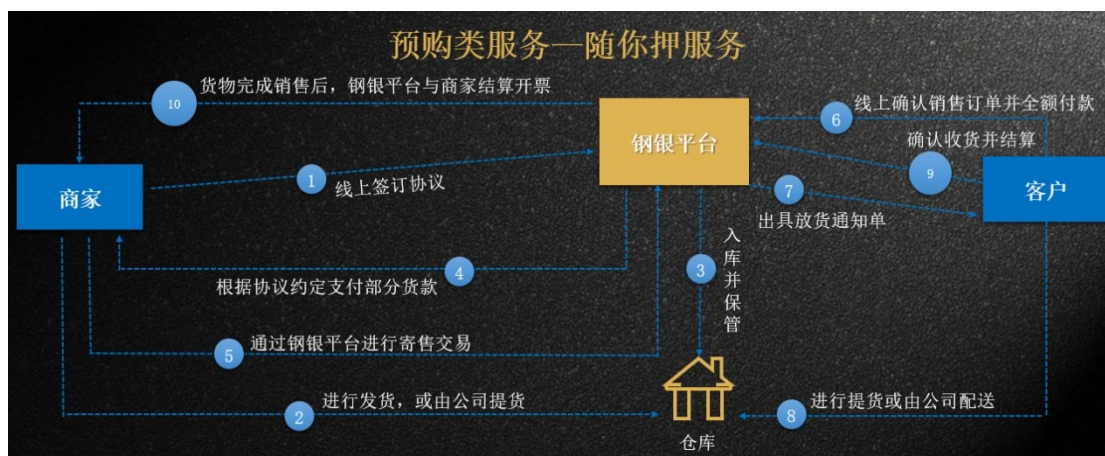 预购类服务—随你押服务
10
货物完成销售后，钢银平台与商家结算开票
6
线上确认销售订单并全额付款
钢银平台
确认收货并结算
9
1
线上签订协议
7
出具放货通知单
商家
客户
入库并保管
3
4
根据协议约定支付部分货款
5
通过钢银平台进行寄售交易
2
进行发货，或由公司提货
8
进行提货或由公司配送
仓库